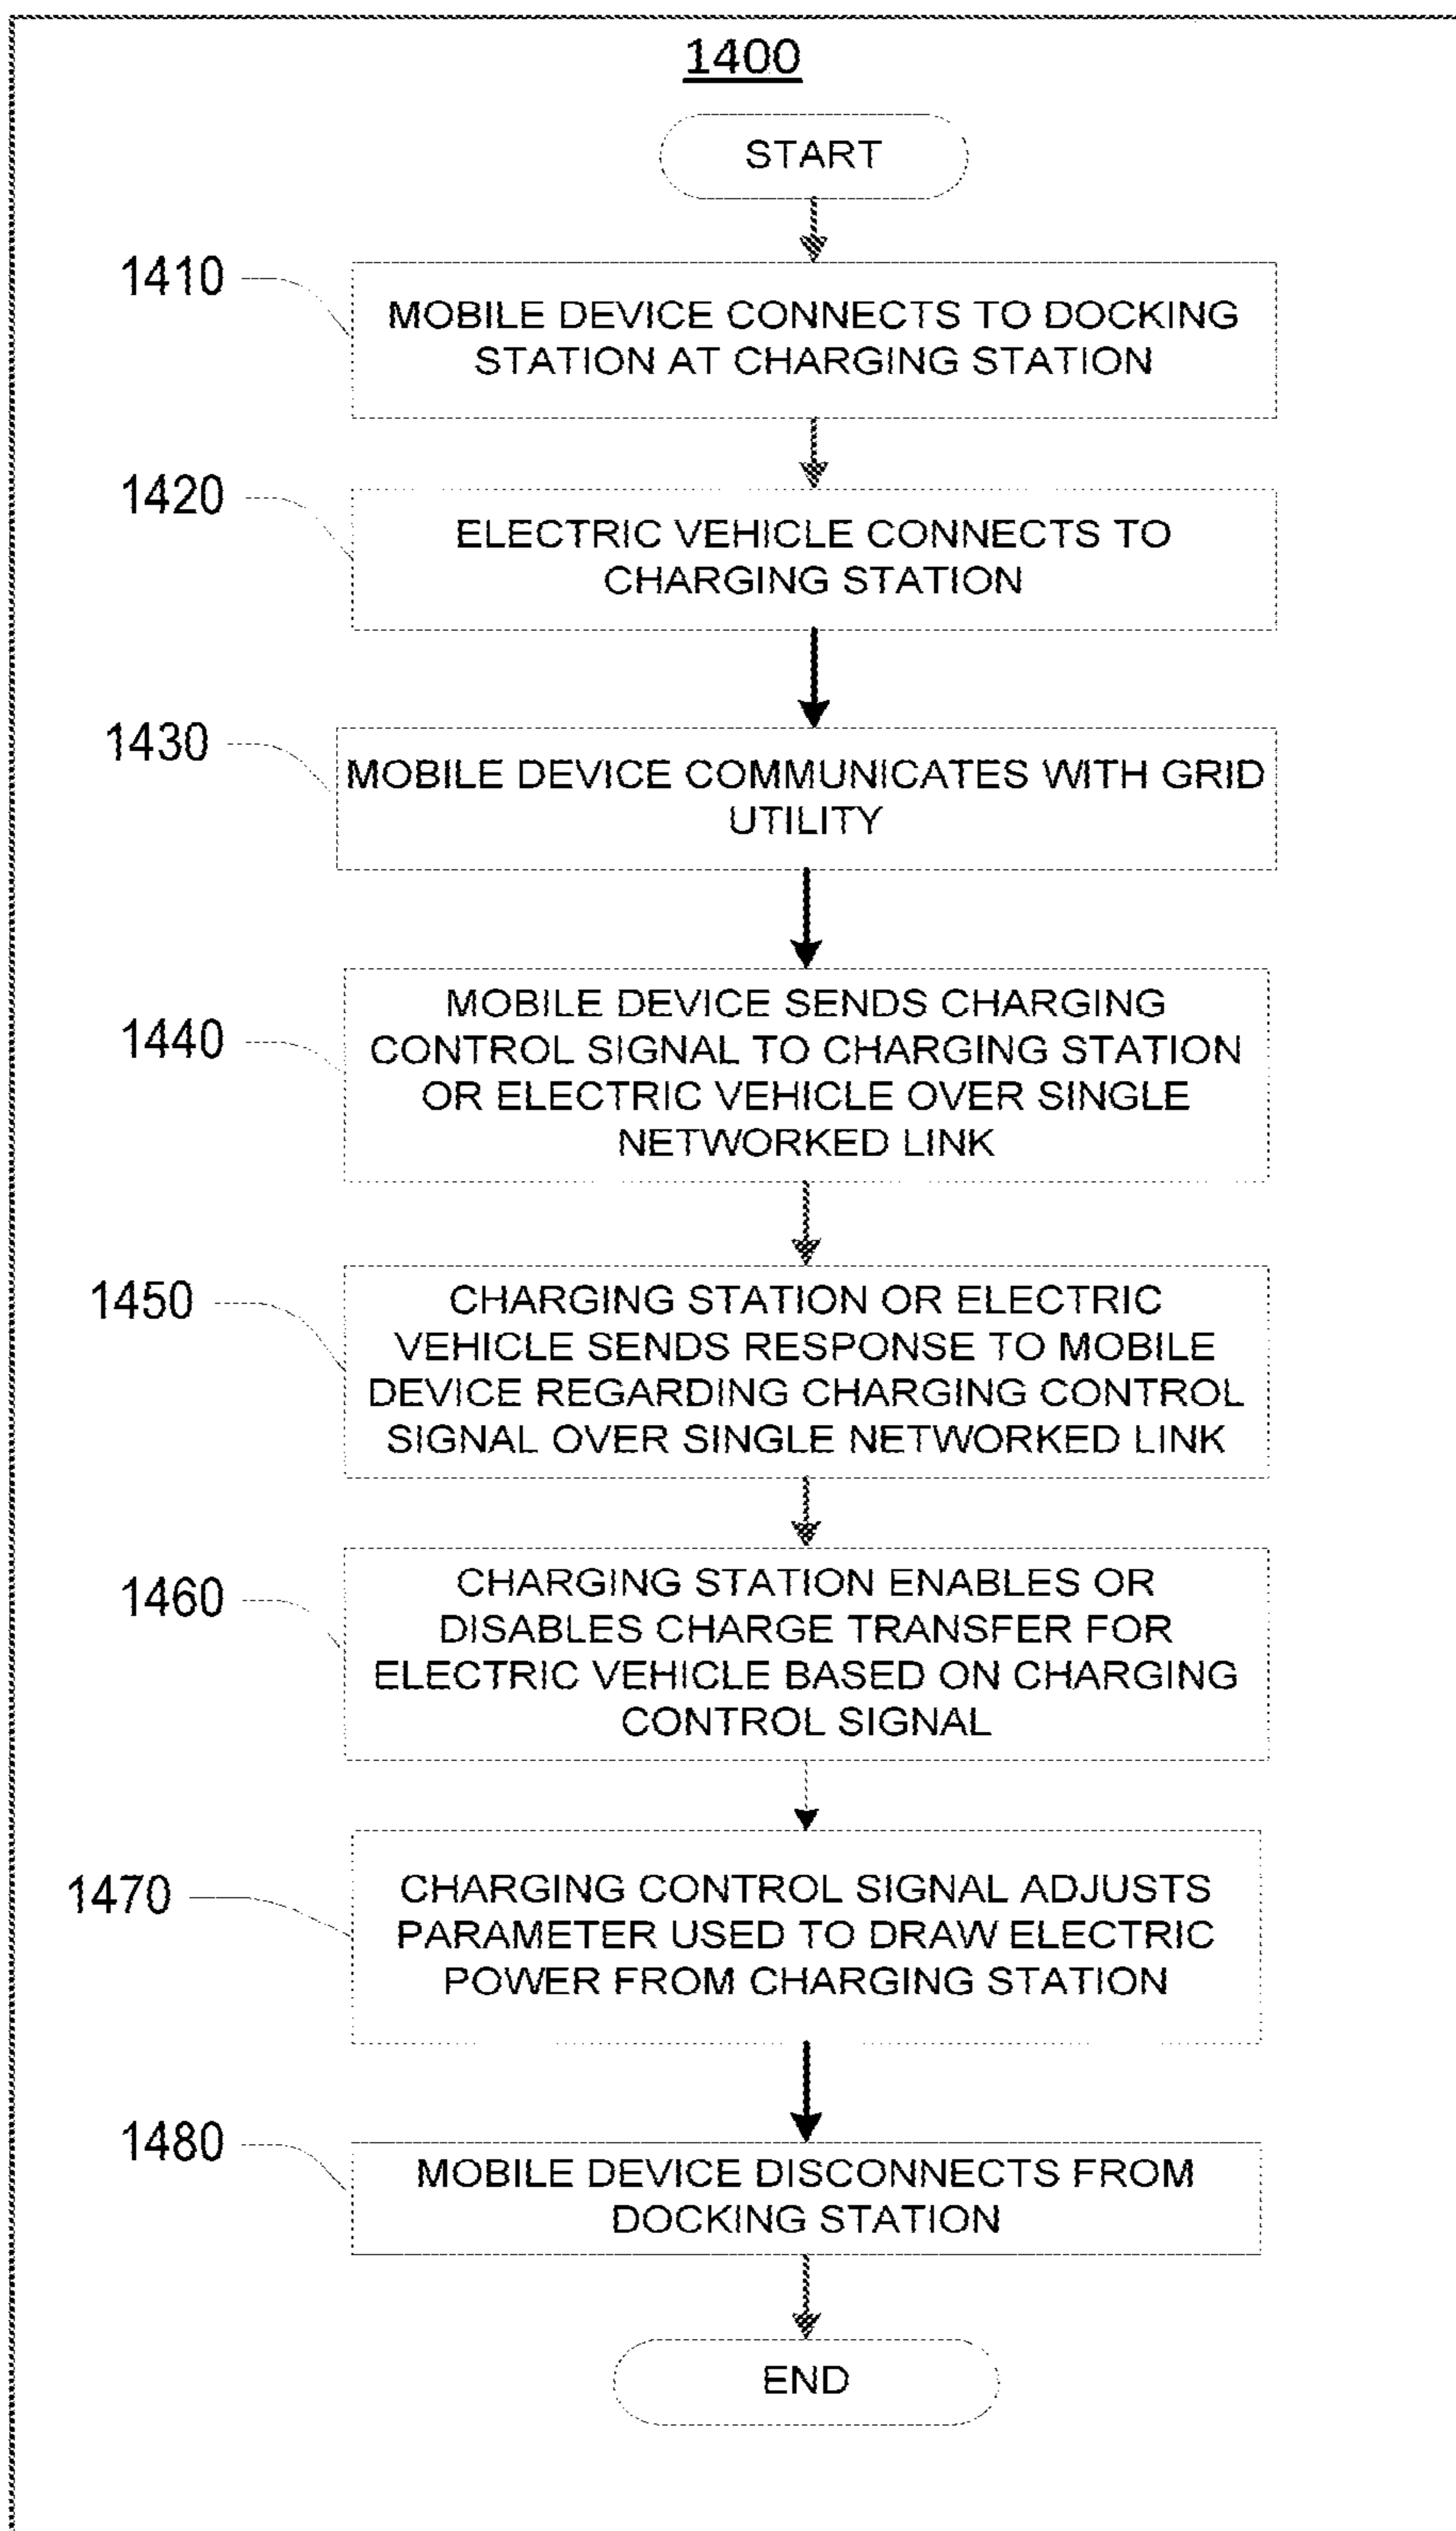 1400
START
1410
MOBILE DEVICE CONNECTS TO DOCKING
STATION AT CHARGING STATION
1420
ELECTRIC VEHICLE CONNECTS TO
CHARGING STATION
1430
MOBILE DEVICE COMMUNICATES WITH GRID
UTILITY
1440
MOBILE DEVICE SENDS CHARGING
CONTROL SIGNAL TO CHARGING STATION
OR ELECTRIC VEHICLE OVER SINGLE
NETWORKED LINK
1450
CHARGING STATION OR ELECTRIC
VEHICLE SENDS RESPONSE TO MOBILE
DEVICE REGARDING CHARGING CONTROL
SIGNAL OVER SINGLE NETWORKED LINK
1460
CHARGING STATION ENABLES OR
DISABLES CHARGE TRANSFER FOR
ELECTRIC VEHICLE BASED ON CHARGING
CONTROL SIGNAL
1470
CHARGING CONTROL SIGNAL ADJUSTS
PARAMETER USED TO DRAW ELECTRIC
POWER FROM CHARGING STATION
1480
MOBILE DEVICE DISCONNECTS FROM
DOCKING STATION
END